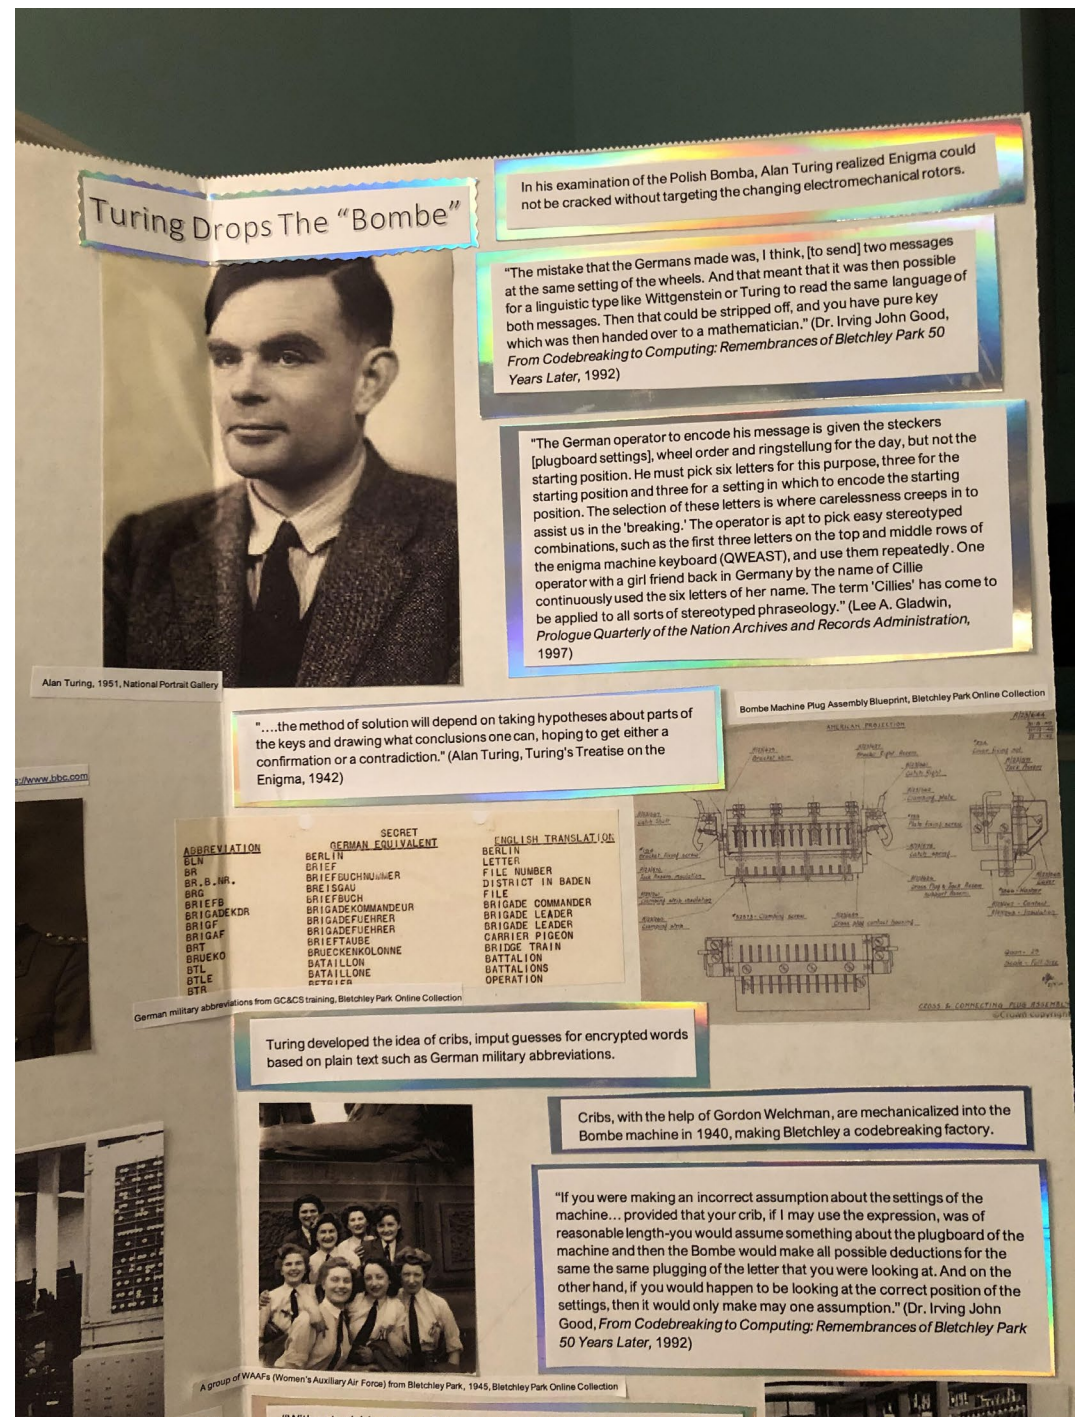 Turing Drops The “Bombe”
In his examination of the Polish Bomba, Alan Turing realized Enigma could
not be cracked without targeting the changing electromechanical rotors.
"The mistake that the Germans made was, I think, [to send] two messages
at the same setting of the wheels. And that meant that it was then possible
for a linguistic type like Wittgenstein or Turing to read the same language of
both messages. Then that could be stripped off, and you have pure key
which was then handed over to a mathematician." (Dr. Irving John Good,
From Codebreaking to Computing: Remembrances of Bletchley Park 50
Years Later, 1992)
"The German operator to encode his message is given the steckers
[plugboard settings], wheel order and ringstellung for the day, but not the
starting position. He must pick six letters for this purpose, three for the
starting position and three for a setting in which to encode the starting
position. The selection of these letters is where carelessness creeps in to
assist us in the 'breaking.' The operator is apt to pick easy stereotyped
combinations, such as the first three letters on the top and middle rows of
the enigma machine keyboard (QWEAST), and use them repeatedly. One
operator with a girl friend back in Germany by the name of Cillie
continuously used the six letters of her name. The term 'Cillies' has come to
be applied to all sorts of stereotyped phraseology." (Lee A. Gladwin,
Prologue Quarterly of the Nation Archives and Records Administration,
1997)
Alan Turing, 1951, National Portrait Gallery
"....the method of solution will depend on taking hypotheses about parts of
the keys and drawing what conclusions one can, hoping to get either a
confirmation or a contradiction." (Alan Turing, Turing's Treatise on the
Enigma, 1942)
s://www.bbc.com
Bombe Machine Plug Assembly Blueprint, Bletchley Park Online Collection
AMERICAN PROJECTION
CROSS & CONNECTING PLUG ASSEMBLY
©Crown Copyright
SECRET
ABBREVIATION GERMAN EQUIVALENT ENGLISH TRANSLATION
BLN BERLIN BERLIN
BR BRIEF LETTER
BR.B.NR. BRIEFBUCHNUMMER FILE NUMBER
BRG BREISGAU DISTRICT IN BADEN
BRIEFB BRIEFBUCH FILE
BRIGADEKDR BRIGADEKOMMANDEUR BRIGADE COMMANDER
BRIGF BRIGADEFUEHRER BRIGADE LEADER
BRIGAF BRIGADEFUEHRER BRIGADE LEADER
BRT BRIEFTAUBE CARRIER PIGEON
BRUEKO BRUECKENKOLONNE BRIDGE TRAIN
BTL BATAILLON BATTALION
BTLE BATAILLONE BATTALIONS
BTR BETRIEB OPERATION
German military abbreviations from GC&CS training, Bletchley Park Online Collection
Turing developed the idea of cribs, imput guesses for encrypted words
based on plain text such as German military abbreviations.
Cribs, with the help of Gordon Welchman, are mechanicalized into the
Bombe machine in 1940, making Bletchley a codebreaking factory.
“If you were making an incorrect assumption about the settings of the
machine… provided that your crib, if I may use the expression, was of
reasonable length-you would assume something about the plugboard of the
machine and then the Bombe would make all possible deductions for the
same the same plugging of the letter that you were looking at. And on the
other hand, if you would happen to be looking at the correct position of the
settings, then it would only make may one assumption.” (Dr. Irving John
Good, From Codebreaking to Computing: Remembrances of Bletchley Park
50 Years Later, 1992)
A group of WAAFs (Women's Auxiliary Air Force) from Bletchley Park, 1945, Bletchley Park Online Collection